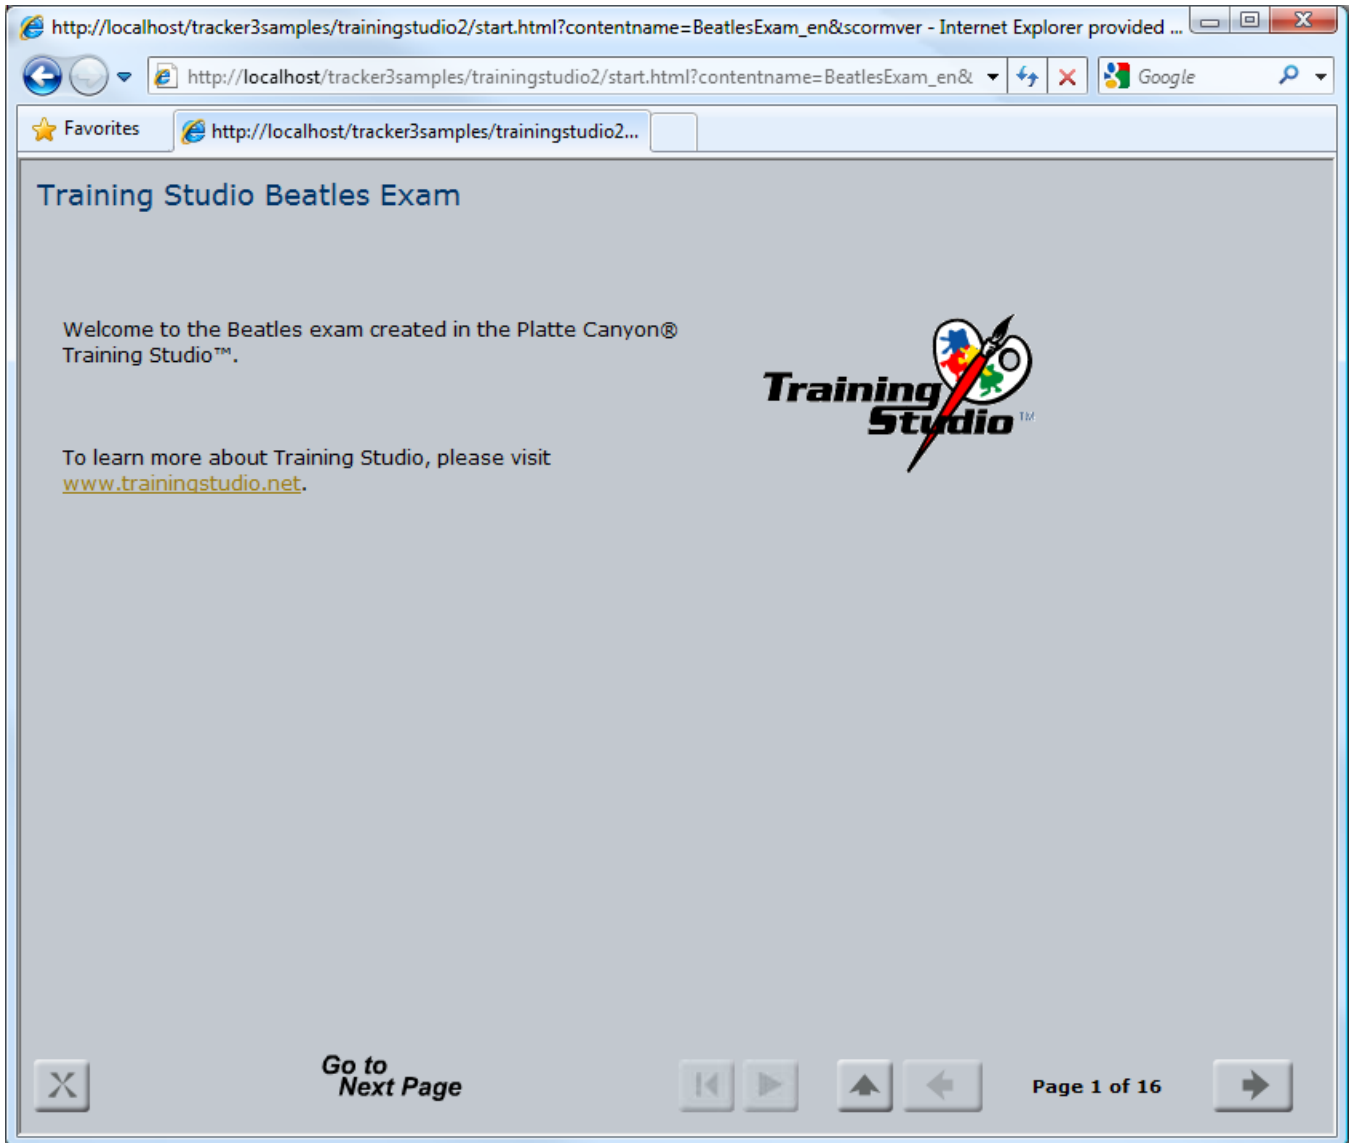 http://localhost/tracker3samples/trainingstudio2/start.html?contentname=BeatlesExam_en&scormver - Internet Explorer provided ...
http://localhost/tracker3samples/trainingstudio2/start.html?contentname=BeatlesExam_en&
Google
Favorites
http://localhost/tracker3samples/trainingstudio2...
Training Studio Beatles Exam
Welcome to the Beatles exam created in the Platte Canyon®
Training Studio™.
Training
Studio™
To learn more about Training Studio, please visit
www.trainingstudio.net.
Go to
Next Page
Page 1 of 16